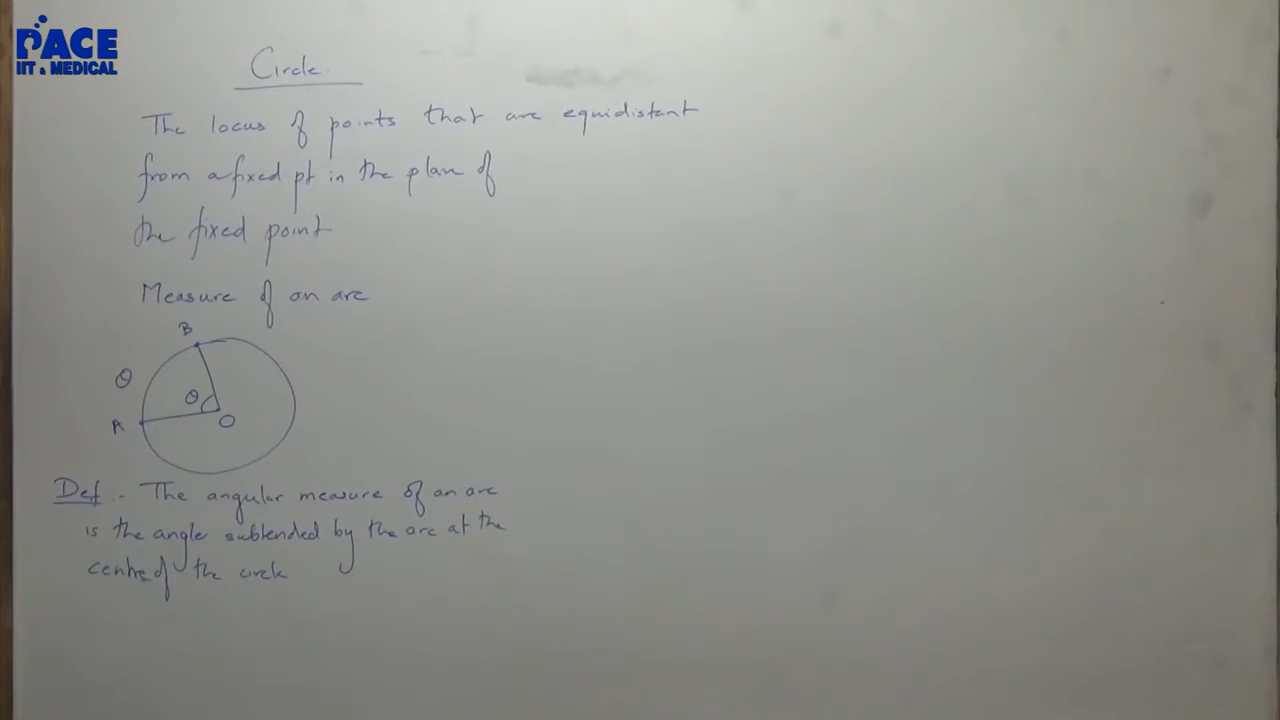 PACE
IIT & MEDICAL
Circle.
The locus of points that are equidistant
from a fixed pt in the plane of
the fixed point
Measure of an arc
B
θ
θ
A
O
Def :- The angular measure of an arc
is the angle subtended by the arc at the
centre of the circle